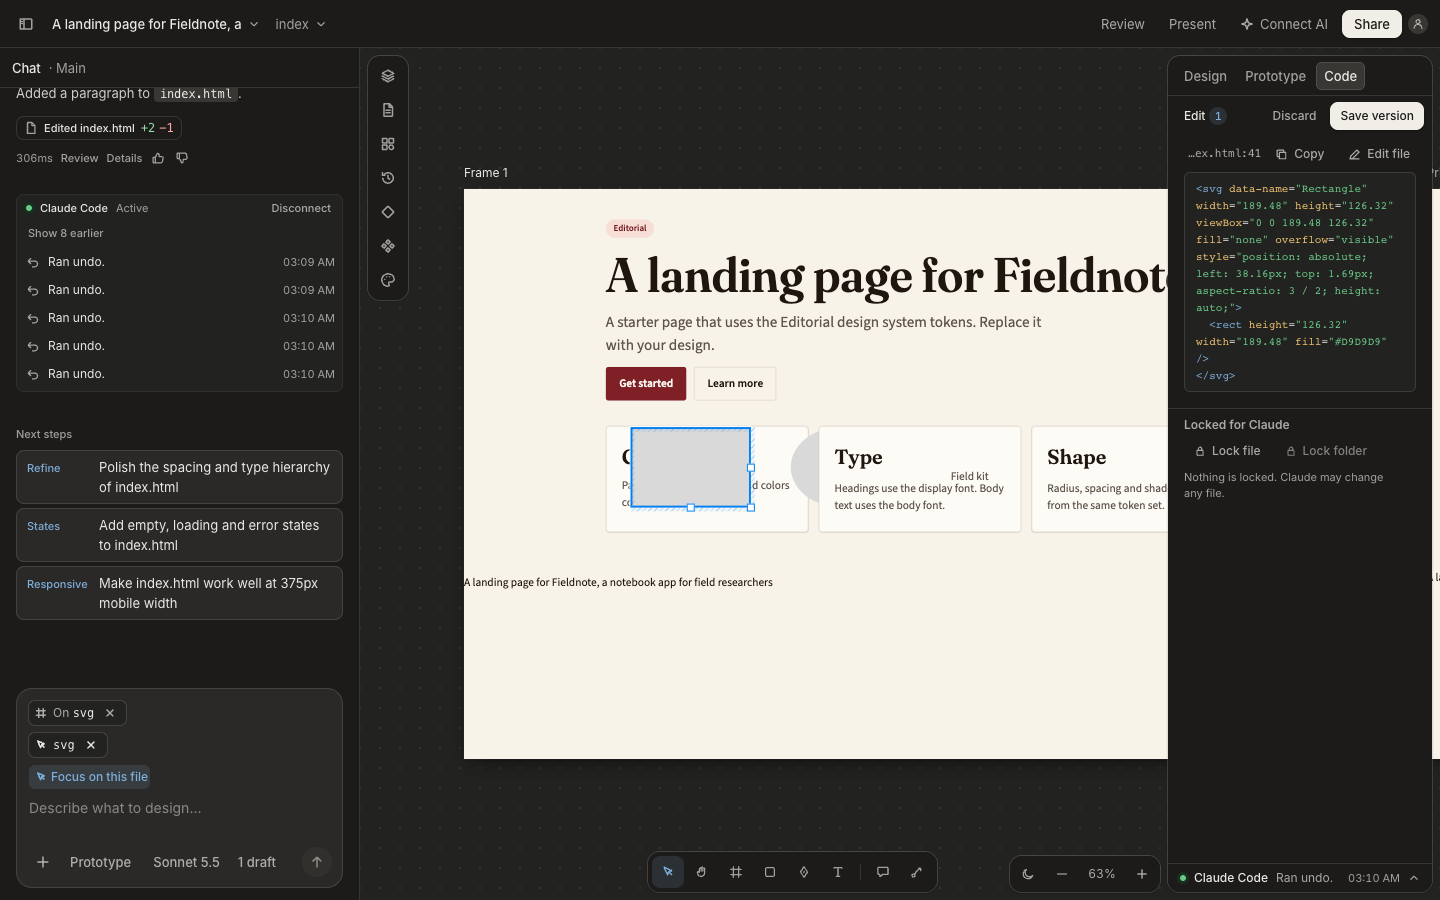 A landing page for Fieldnote, a
index
Review
Present
Connect AI
Share
Chat · Main
Added a paragraph to index.html.
Edited index.html +2 −1
306ms Review Details
Claude Code Active Disconnect
Show 8 earlier
Ran undo. 03:09 AM
Ran undo. 03:09 AM
Ran undo. 03:10 AM
Ran undo. 03:10 AM
Ran undo. 03:10 AM
Next steps
Refine Polish the spacing and type hierarchy
of index.html
States Add empty, loading and error states
to index.html
Responsive Make index.html work well at 375px
mobile width
On svg
svg
Focus on this file
Describe what to design...
Prototype Sonnet 5.5 1 draft
Frame 1
Editorial
A landing page for Fieldnote
A starter page that uses the Editorial design system tokens. Replace it
with your design.
Get started
Learn more
d colors
Type
Field kit
Headings use the display font. Body
text uses the body font.
Shape
Radius, spacing and shad
from the same token set.
A landing page for Fieldnote, a notebook app for field researchers
63%
Design Prototype Code
Edit 1 Discard Save version
…ex.html:41 Copy Edit file
<svg data-name="Rectangle"
width="189.48" height="126.32"
viewBox="0 0 189.48 126.32"
fill="none" overflow="visible"
style="position: absolute;
left: 38.16px; top: 1.69px;
aspect-ratio: 3 / 2; height:
auto;">
<rect height="126.32"
width="189.48" fill="#D9D9D9"
/>
</svg>
Locked for Claude
Lock file Lock folder
Nothing is locked. Claude may change
any file.
Claude Code Ran undo. 03:10 AM